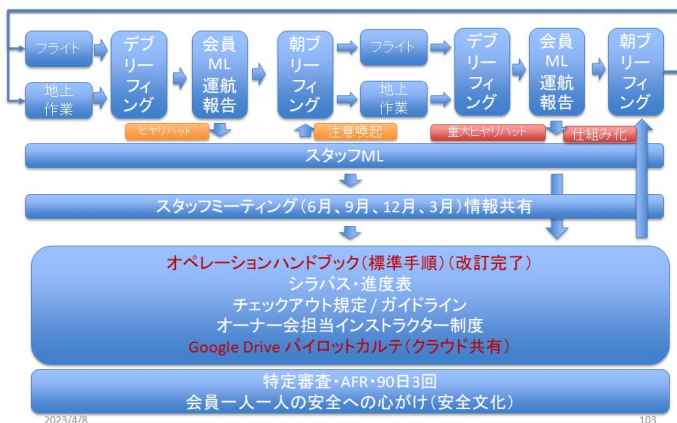 フライト
地上
作業
デブ
リー
フィ
ング
会員
ML
運航
報告
朝ブ
リー
フィ
ング
フライト
地上
作業
デブ
リー
フィ
ング
会員
ML
運航
報告
朝ブ
リー
フィ
ング
ヒヤリハット
注意喚起
重大ヒヤリハット
仕組み化
スタッフML
スタッフミーティング(6月、9月、12月、3月)情報共有
オペレーションハンドブック(標準手順)(改訂完了)
シラバス・進度表
チェックアウト規定 / ガイドライン
オーナー会担当インストラクター制度
Google Drive パイロットカルテ(クラウド共有)
特定審査・AFR・90日3回
会員一人一人の安全への心がけ(安全文化)
2023/4/8
103